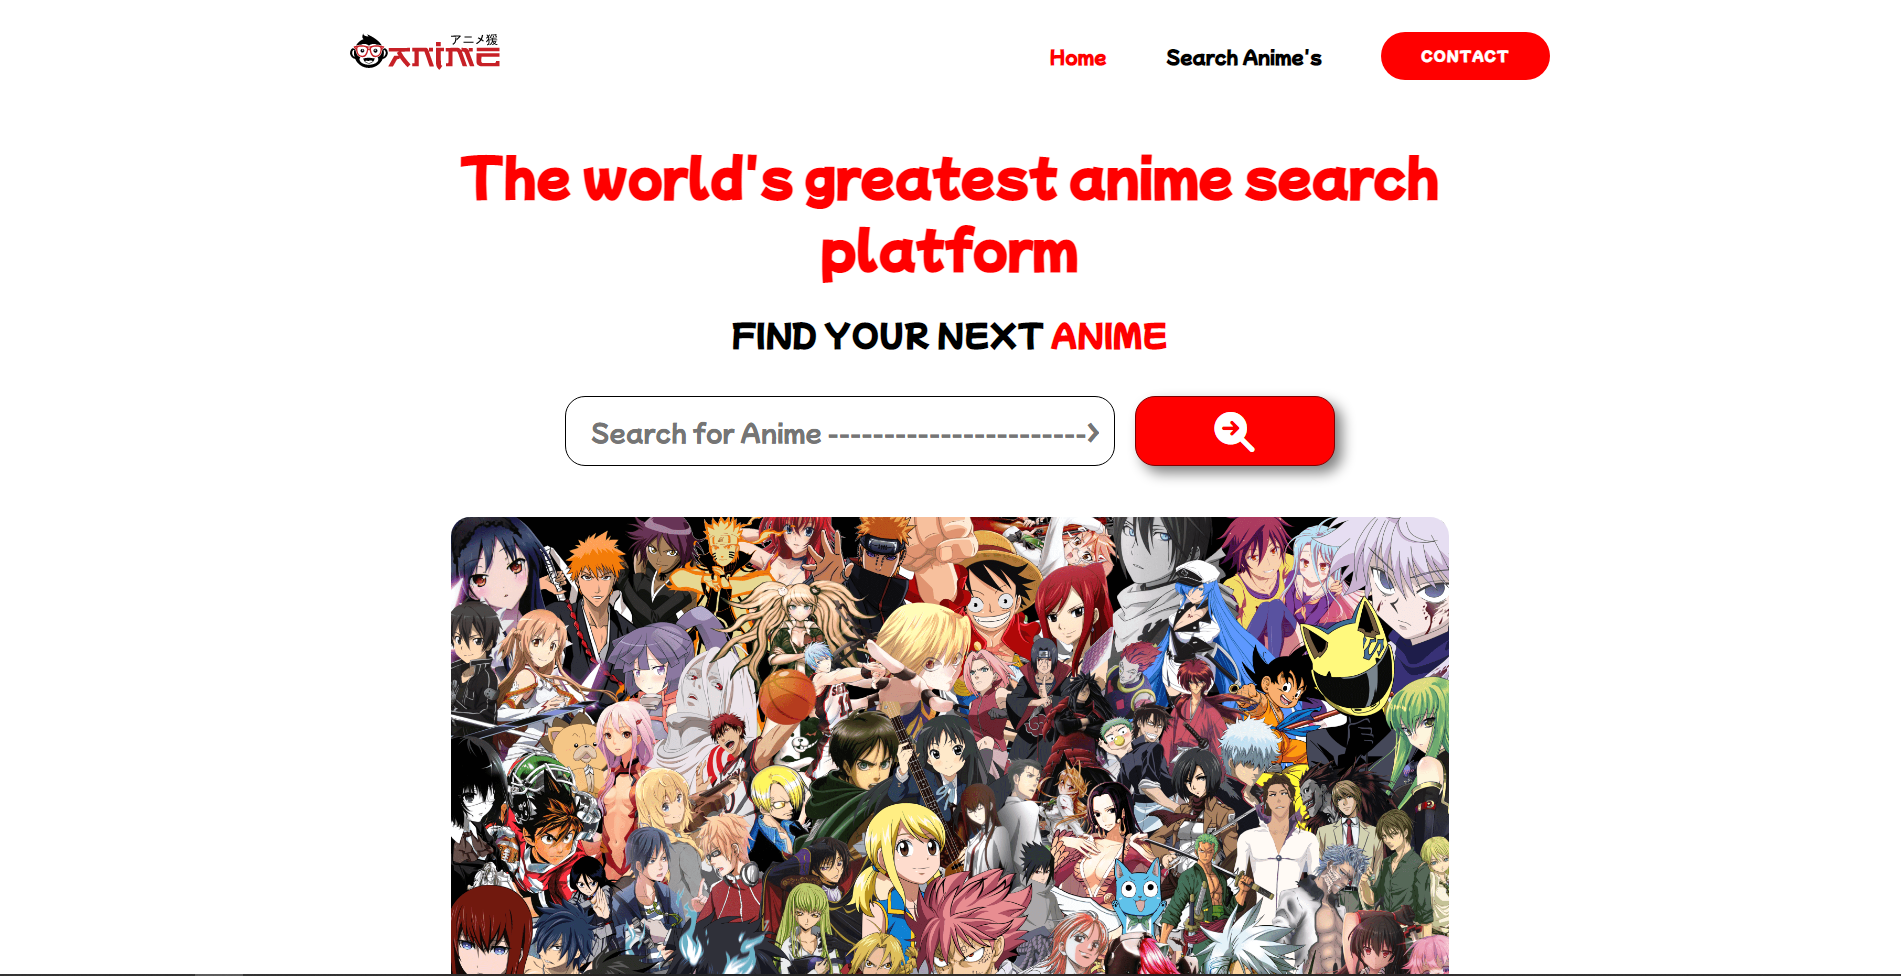 アニメ猿
ANIME
Home
Search Anime's
CONTACT
The world's greatest anime search
platform
FIND YOUR NEXT ANIME
Search for Anime ----------------------->